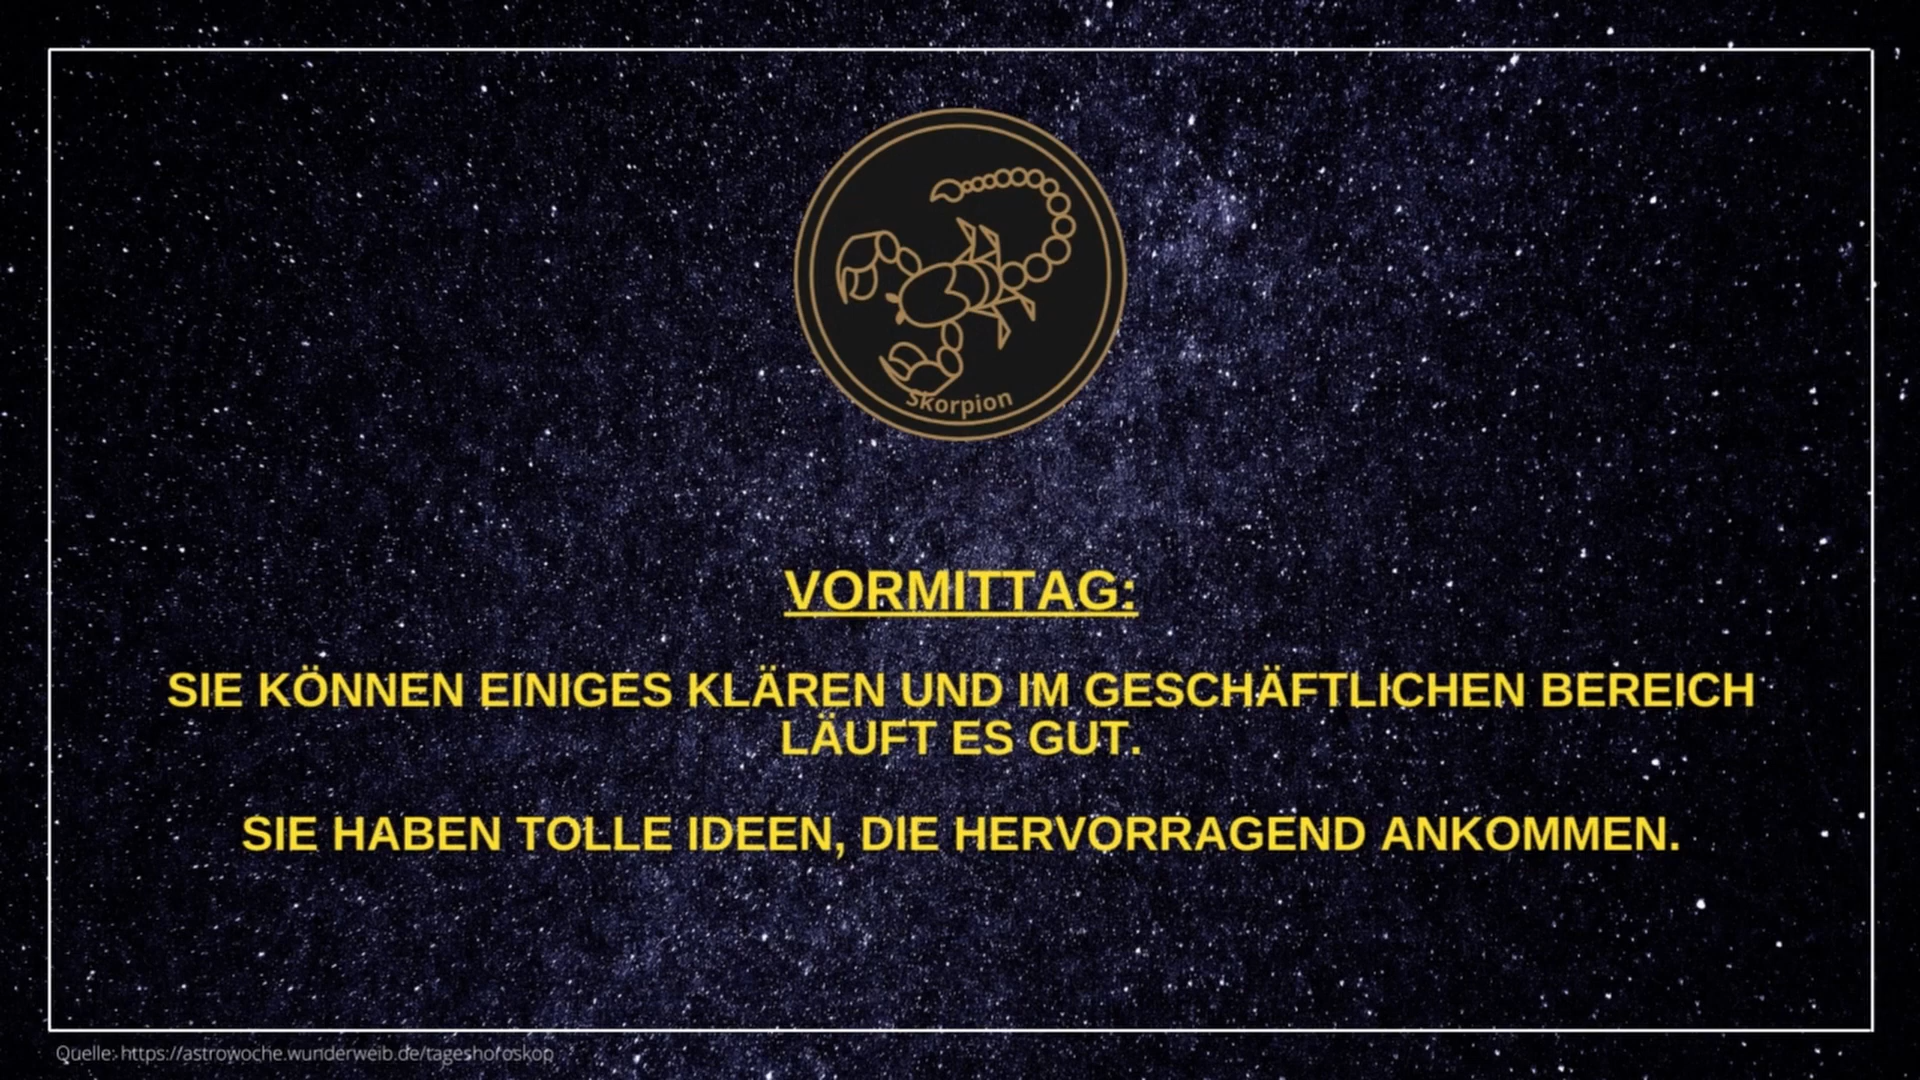 Skorpion
VORMITTAG:
SIE KÖNNEN EINIGES KLÄREN UND IM GESCHÄFTLICHEN BEREICH
LÄUFT ES GUT.
SIE HABEN TOLLE IDEEN, DIE HERVORRAGEND ANKOMMEN.
Quelle: https://astrowoche.wunderweib.de/tageshoroskop